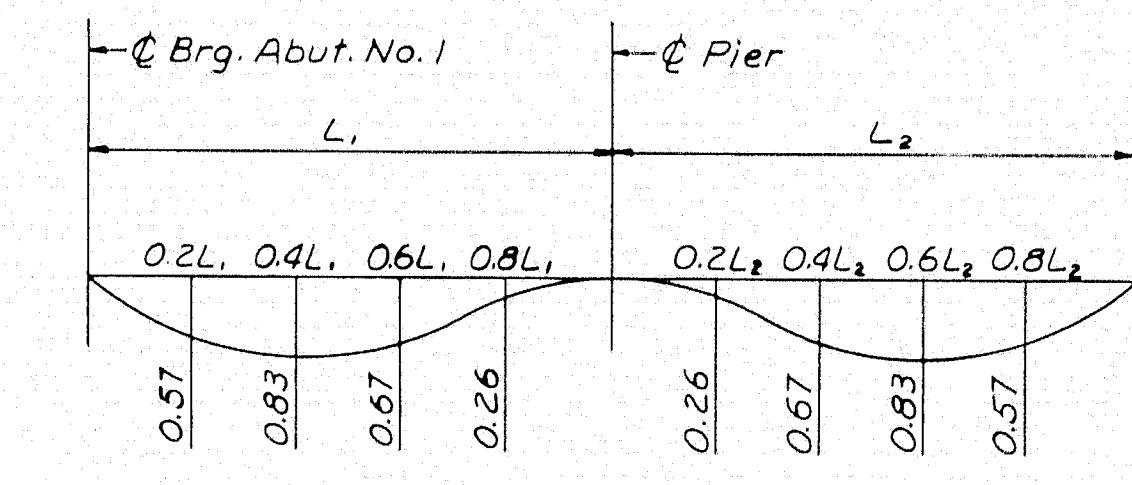 ℄ Brg. Abut. No. 1
℄ Pier
L₁
L₂
0.2L₁ 0.4L₁ 0.6L₁ 0.8L₁
0.2L₂ 0.4L₂ 0.6L₂ 0.8L₂
0.57
0.83
0.67
0.26
0.26
0.67
0.83
0.57